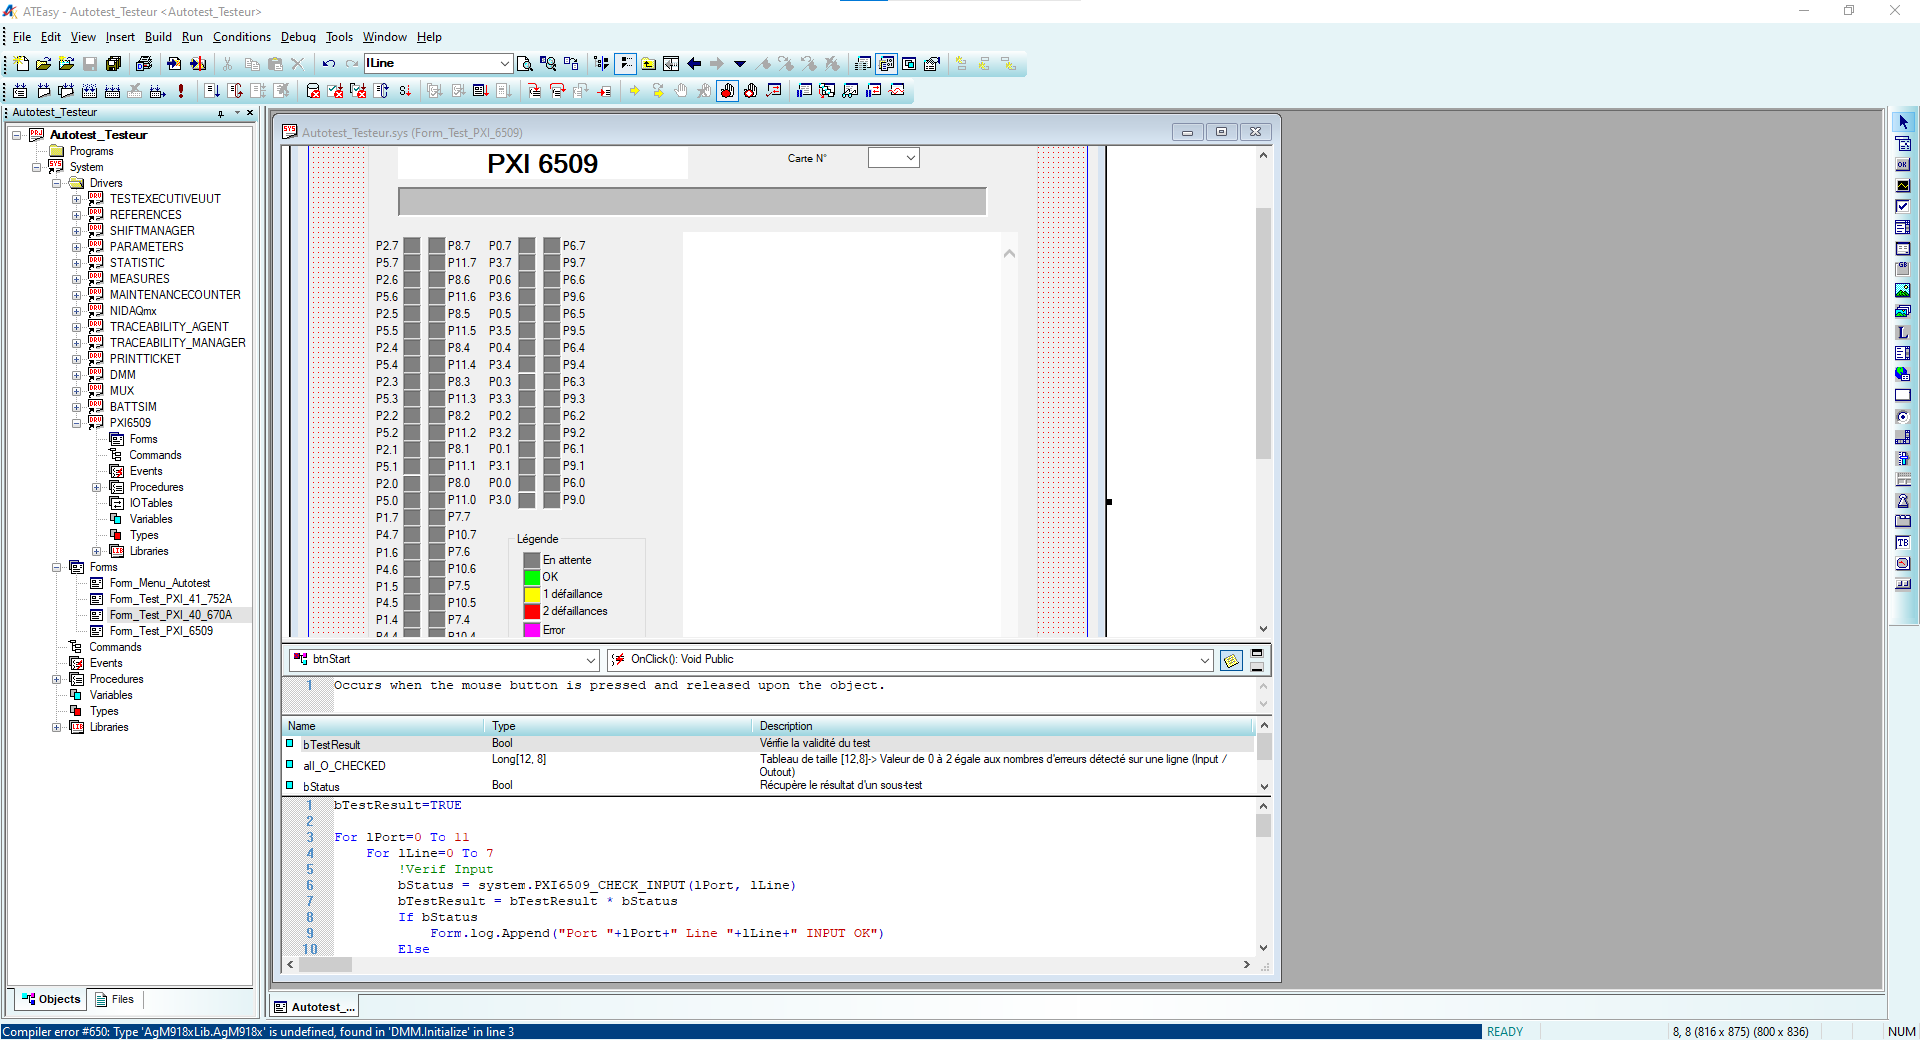 ATEasy - Autotest_Testeur <Autotest_Testeur>
File Edit View Insert Build Run Conditions Debug Tools Window Help
lLine
Autotest_Testeur
Autotest_Testeur
Programs
System
Drivers
TESTEXECUTIVEUUT
REFERENCES
SHIFTMANAGER
PARAMETERS
STATISTIC
MEASURES
MAINTENANCECOUNTER
NIDAQmx
TRACEABILITY_AGENT
TRACEABILITY_MANAGER
PRINTTICKET
DMM
MUX
BATTSIM
PXI6509
Forms
Commands
Events
Procedures
IOTables
Variables
Types
Libraries
Forms
Form_Menu_Autotest
Form_Test_PXI_41_752A
Form_Test_PXI_40_670A
Form_Test_PXI_6509
Commands
Events
Procedures
Variables
Types
Libraries
Objects Files
Autotest_Testeur.sys (Form_Test_PXI_6509)
PXI 6509 Carte N°
P2.7 P8.7 P0.7 P6.7
P5.7 P11.7 P3.7 P9.7
P2.6 P8.6 P0.6 P6.6
P5.6 P11.6 P3.6 P9.6
P2.5 P8.5 P0.5 P6.5
P5.5 P11.5 P3.5 P9.5
P2.4 P8.4 P0.4 P6.4
P5.4 P11.4 P3.4 P9.4
P2.3 P8.3 P0.3 P6.3
P5.3 P11.3 P3.3 P9.3
P2.2 P8.2 P0.2 P6.2
P5.2 P11.2 P3.2 P9.2
P2.1 P8.1 P0.1 P6.1
P5.1 P11.1 P3.1 P9.1
P2.0 P8.0 P0.0 P6.0
P5.0 P11.0 P3.0 P9.0
P1.7 P7.7
P4.7 P10.7
P1.6 P7.6
P4.6 P10.6
P1.5 P7.5
P4.5 P10.5
P1.4 P7.4
P4.4 P10.4
Légende
En attente
OK
1 défaillance
2 défaillances
Error
btnStart OnClick(): Void Public
1 Occurs when the mouse button is pressed and released upon the object.
Name Type Description
bTestResult Bool Vérifie la validité du test
all_O_CHECKED Long[12, 8] Tableau de taille [12,8]-> Valeur de 0 à 2 égale aux nombres d'erreurs détecté sur une ligne (Input /
Outout)
bStatus Bool Récupère le résultat d'un sous-test
1 bTestResult=TRUE
2
3 For lPort=0 To 11
4 For lLine=0 To 7
5 !Verif Input
6 bStatus = system.PXI6509_CHECK_INPUT(lPort, lLine)
7 bTestResult = bTestResult * bStatus
8 If bStatus
9 Form.log.Append("Port "+lPort+" Line "+lLine+" INPUT OK")
10 Else
Autotest_...
Compiler error #650: Type 'AgM918xLib.AgM918x' is undefined, found in 'DMM.Initialize' in line 3
READY
8, 8 (816 x 875) (800 x 836)
NUM